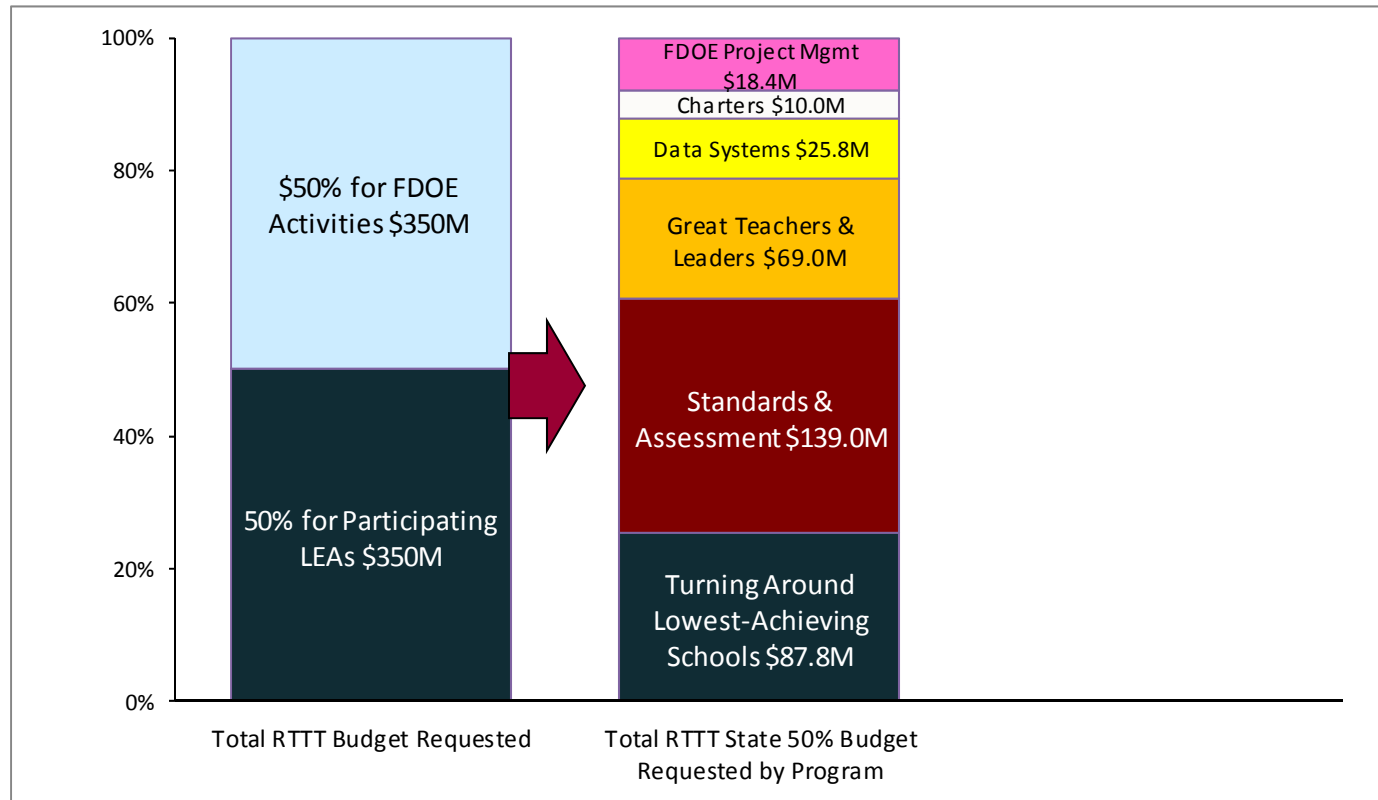 100%
80%
60%
40%
20%
0%
$50% for FDOE
Activities $350M
50% for Participating
LEAs $350M
FDOE Project Mgmt
$18.4M
Charters $10.0M
Data Systems $25.8M
Great Teachers &
Leaders $69.0M
Standards &
Assessment $139.0M
Turning Around
Lowest-Achieving
Schools $87.8M
Total RTTT Budget Requested
Total RTTT State 50% Budget
Requested by Program